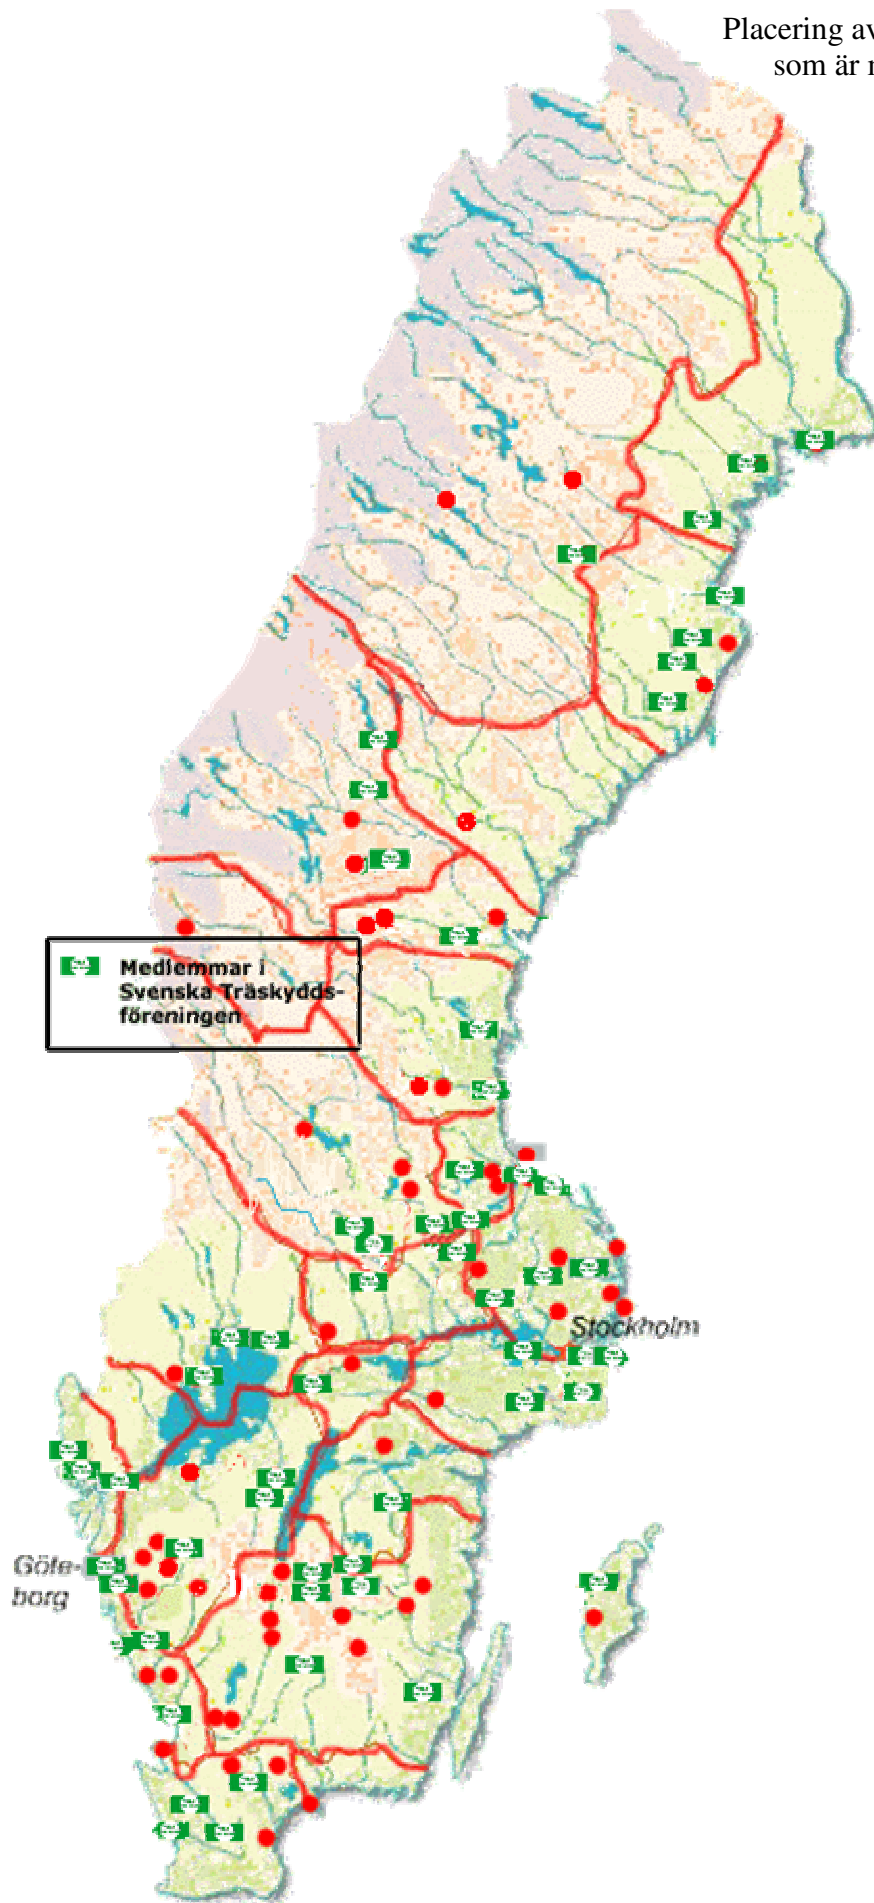 Placering av
som är
Medlemmar i
Svenska Träskydds-
föreningen
Stockholm
Göte-
borg